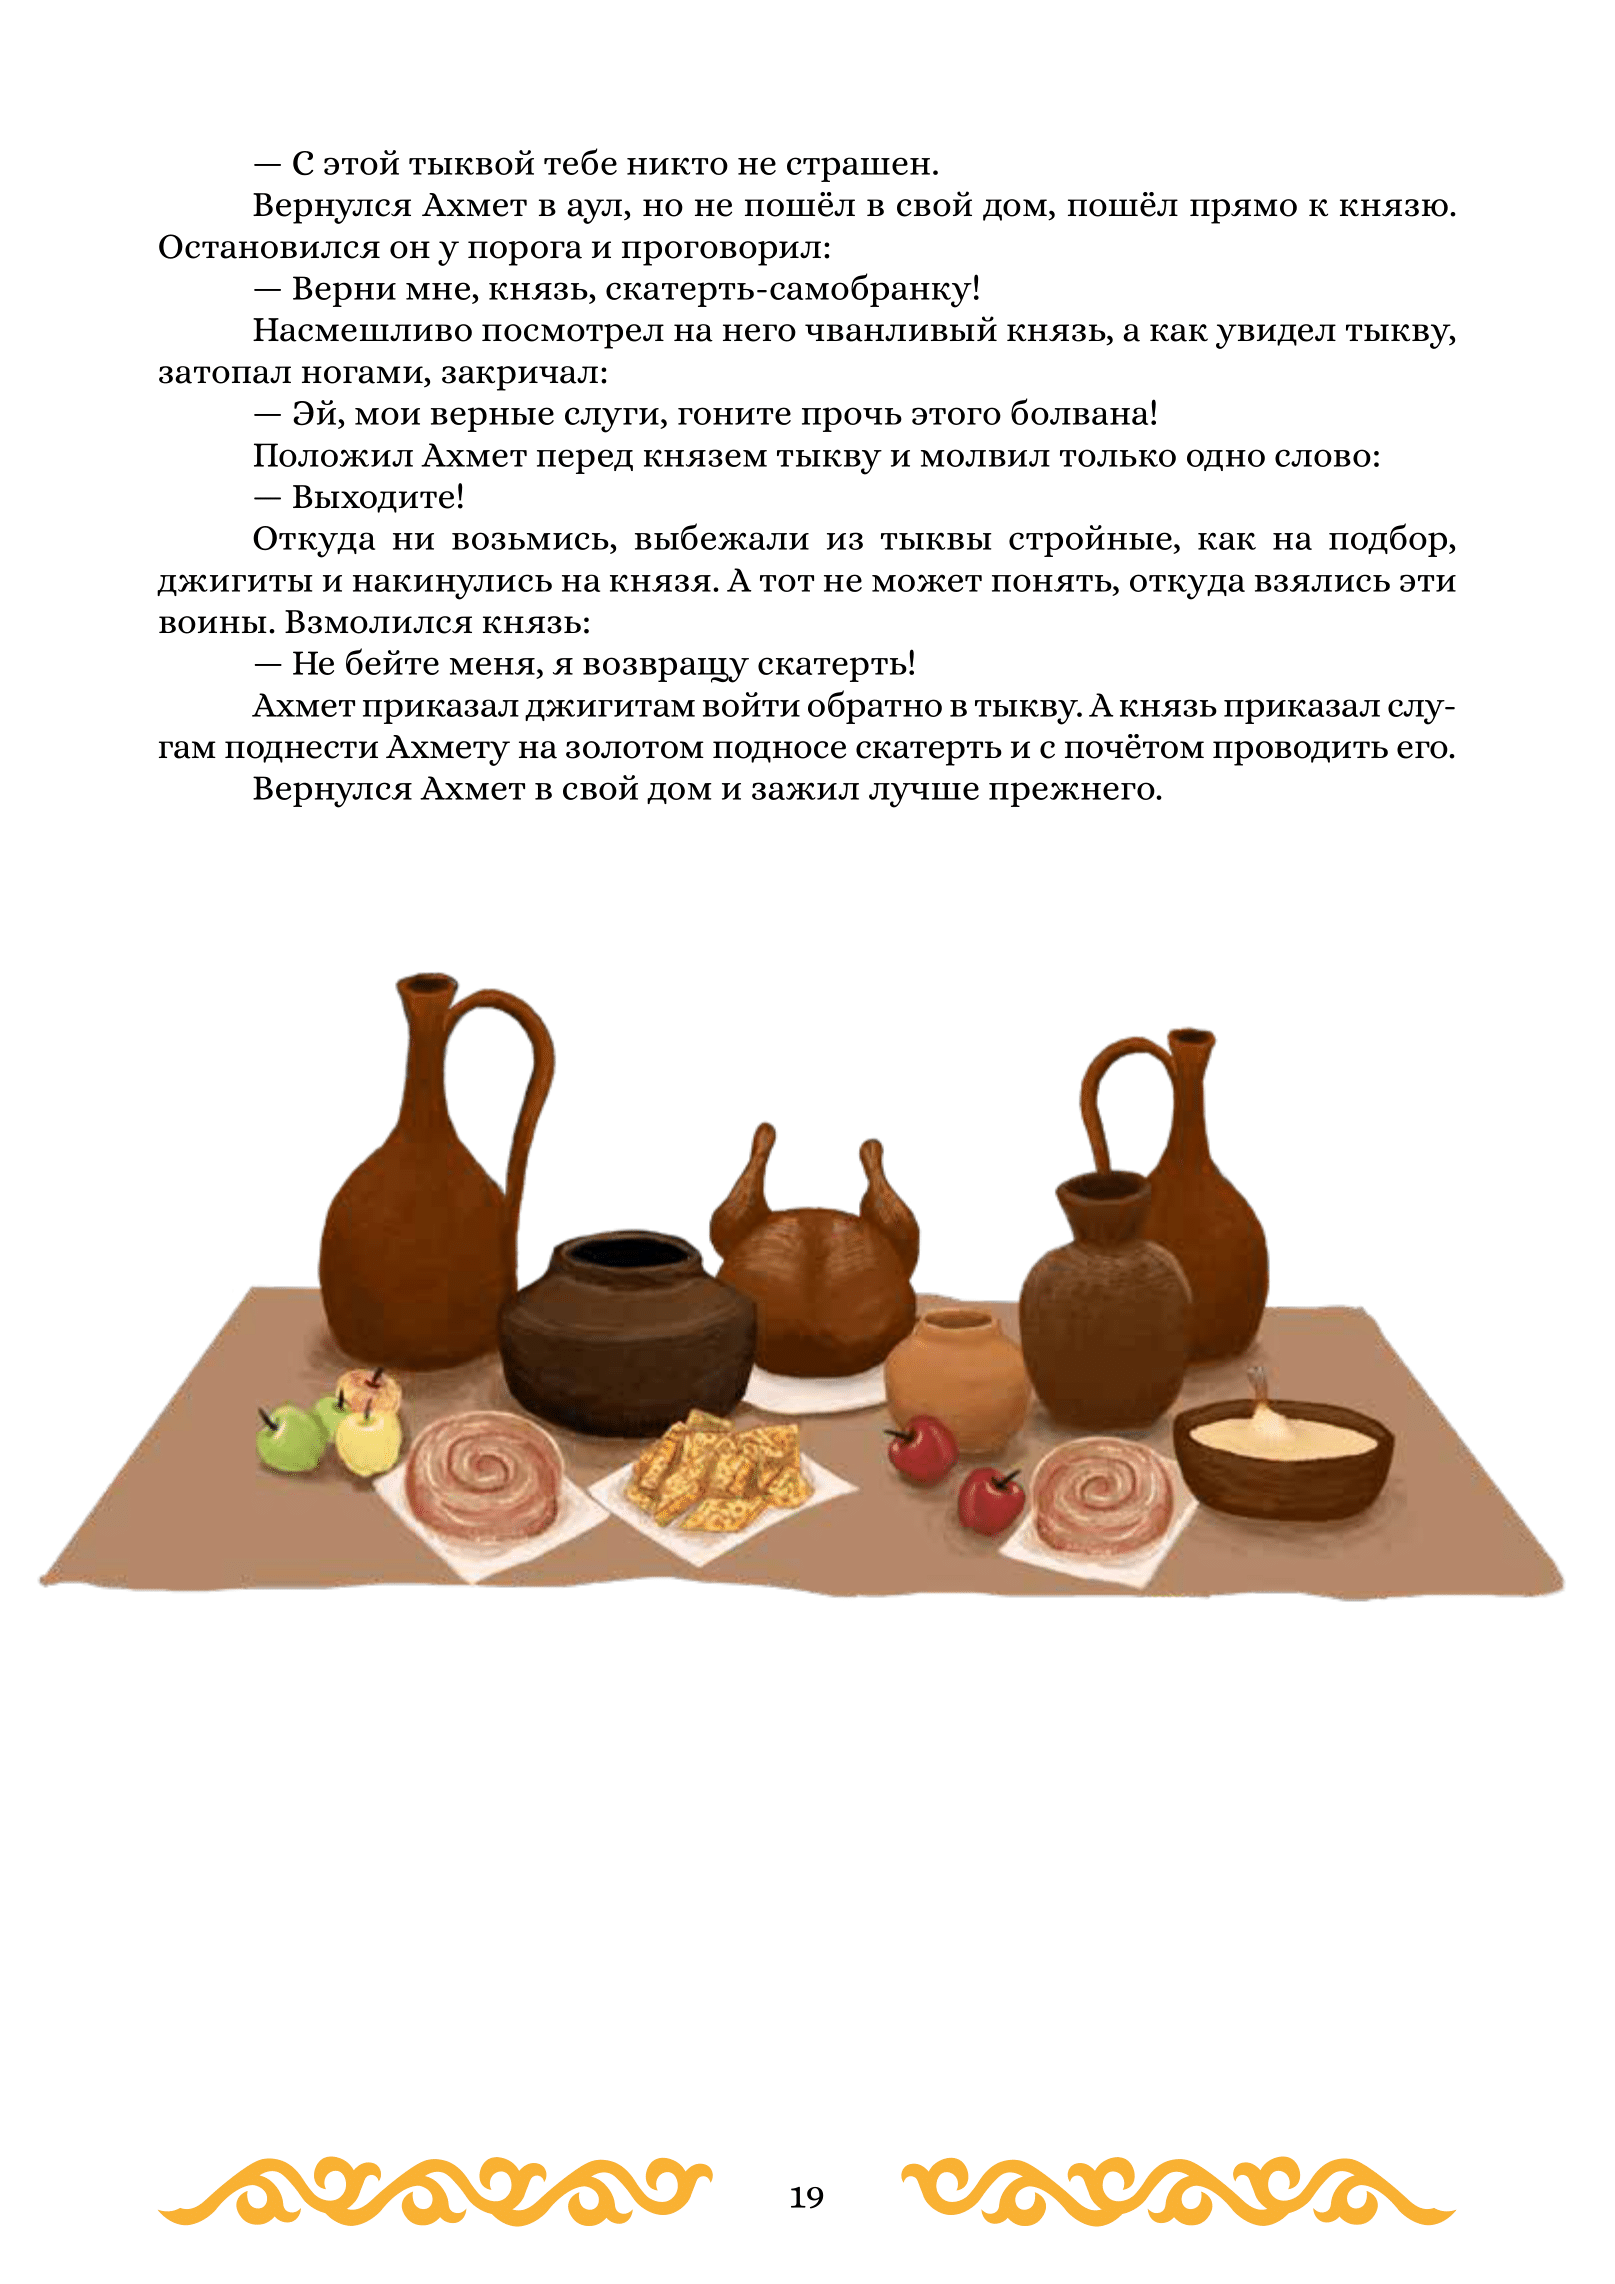 — С этой тыквой тебе никто не страшен.
Вернулся Ахмет в аул, но не пошёл в свой дом, пошёл прямо к князю.
Остановился он у порога и проговорил:
— Верни мне, князь, скатерть-самобранку!
Насмешливо посмотрел на него чванливый князь, а как увидел тыкву,
затопал ногами, закричал:
— Эй, мои верные слуги, гоните прочь этого болвана!
Положил Ахмет перед князем тыкву и молвил только одно слово:
— Выходите!
Откуда ни возьмись, выбежали из тыквы стройные, как на подбор,
джигиты и накинулись на князя. А тот не может понять, откуда взялись эти
воины. Взмолился князь:
— Не бейте меня, я возвращу скатерть!
Ахмет приказал джигитам войти обратно в тыкву. А князь приказал слу-
гам поднести Ахмету на золотом подносе скатерть и с почётом проводить его.
Вернулся Ахмет в свой дом и зажил лучше прежнего.
19